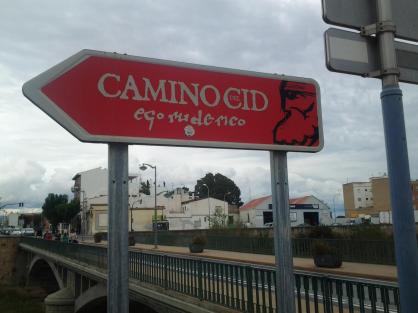 CAMINO DEL CID
ego ruderico